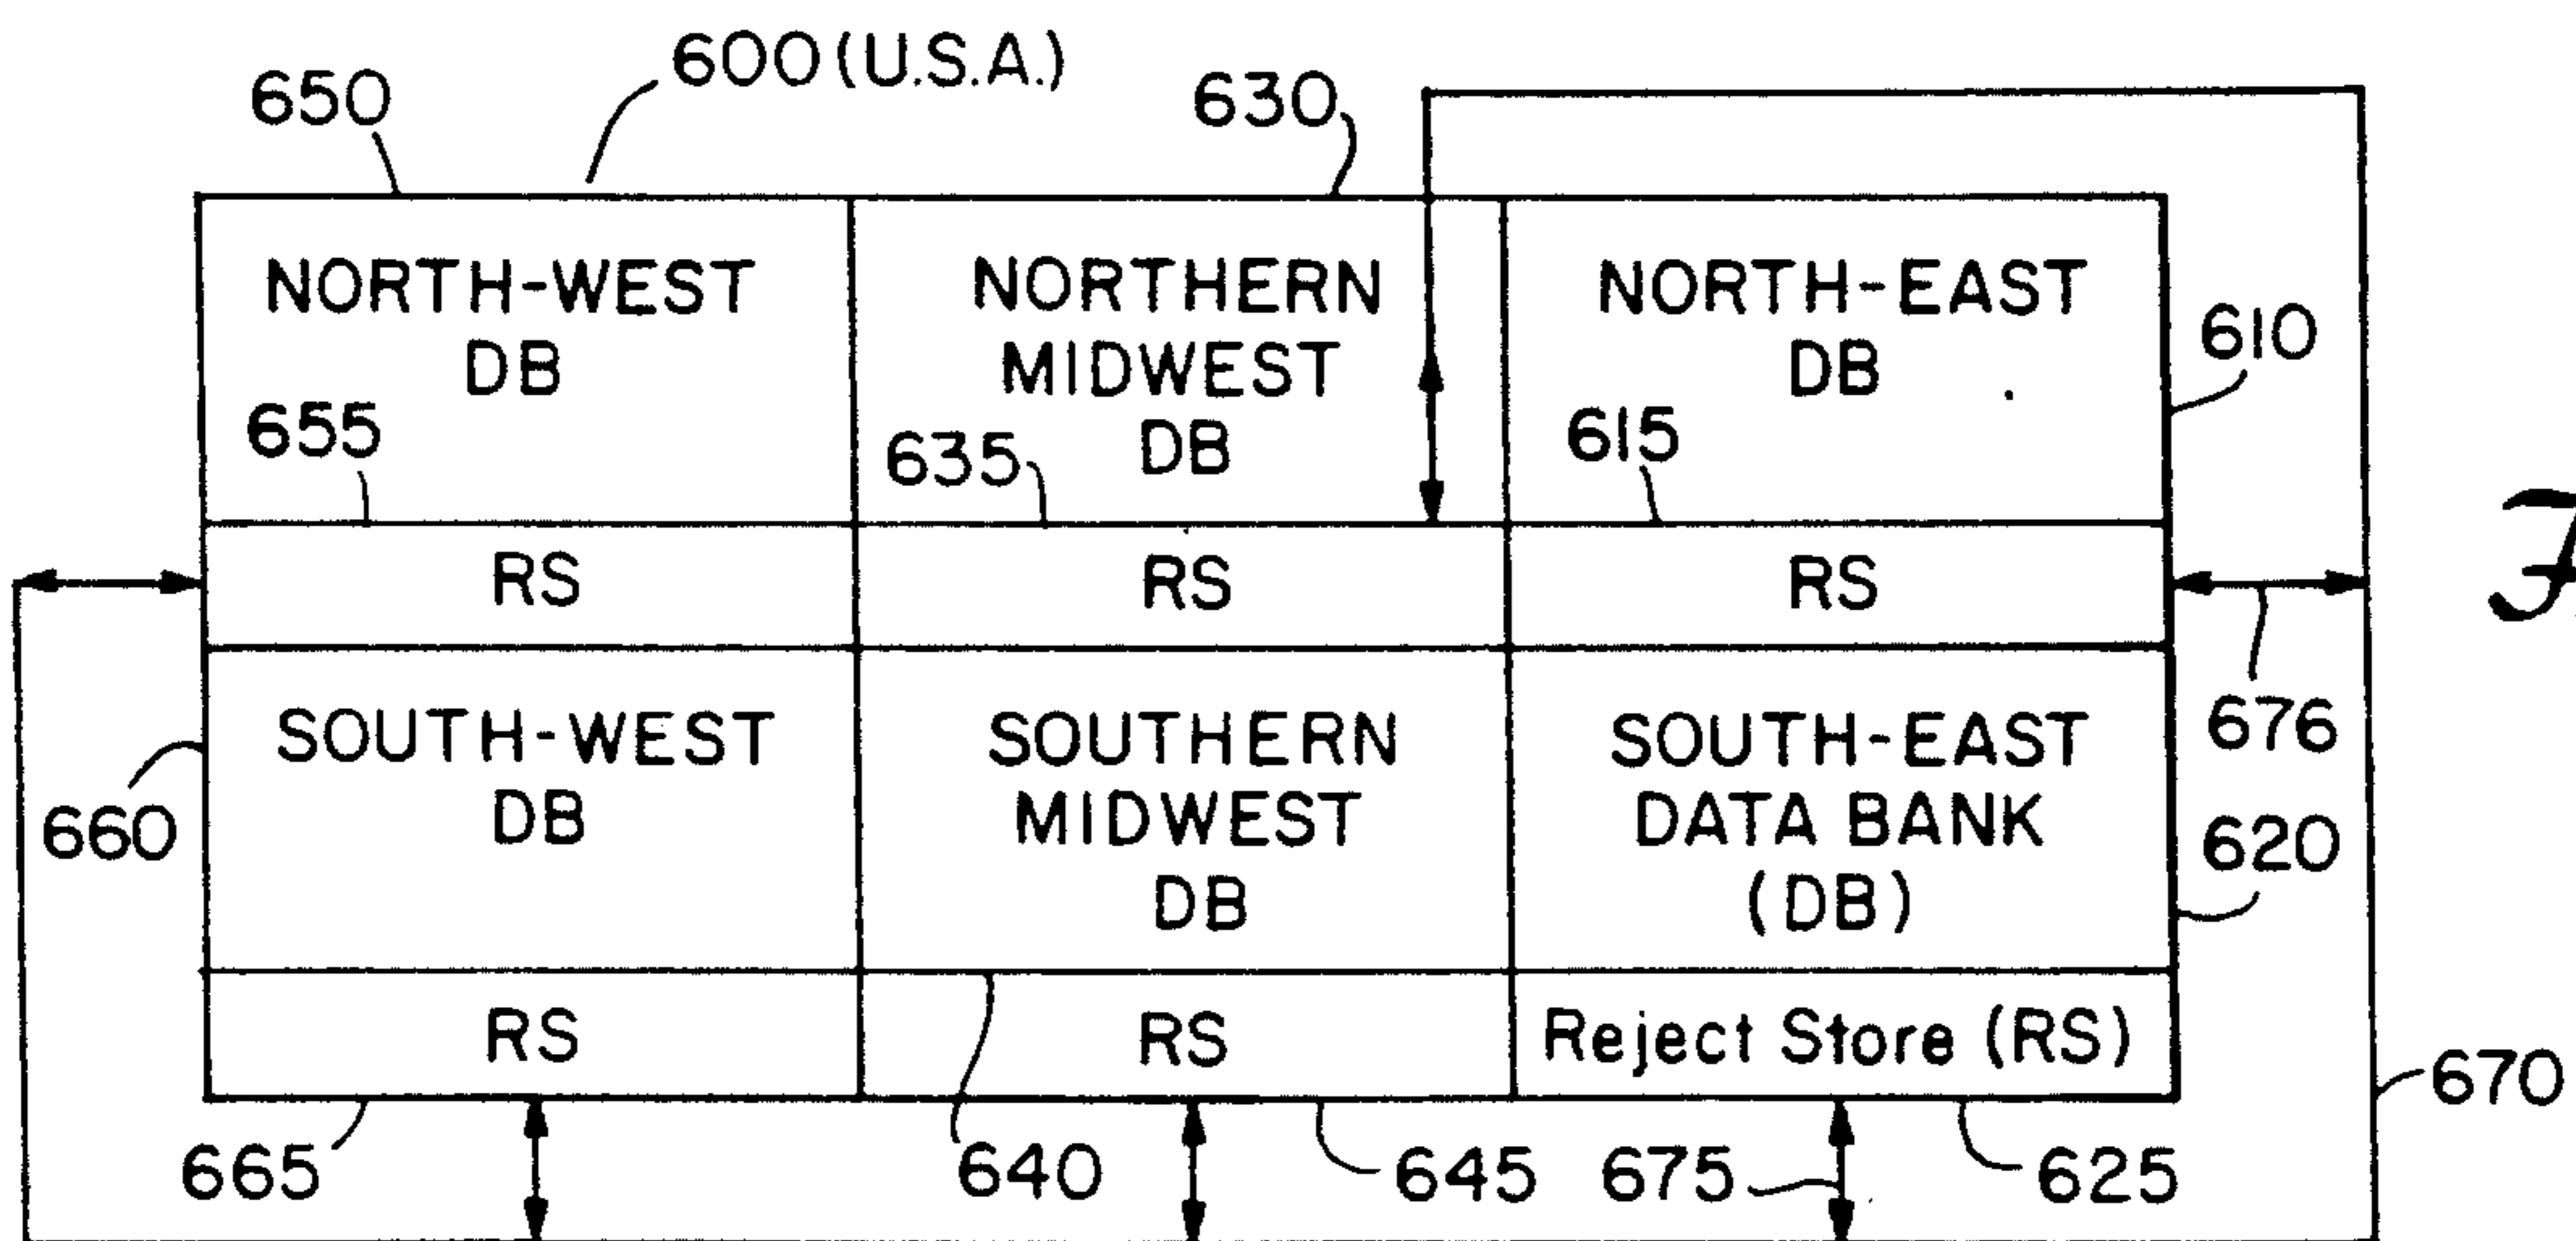 600 (U.S.A.)
650
630
NORTH-WEST
DB
NORTHERN
MIDWEST
DB
NORTH-EAST
DB
610
655
635
615
RS
RS
RS
676
SOUTH-WEST
DB
SOUTHERN
MIDWEST
DB
SOUTH-EAST
DATA BANK
(DB)
660
620
RS
RS
Reject Store (RS)
670
665
640
645
675
625